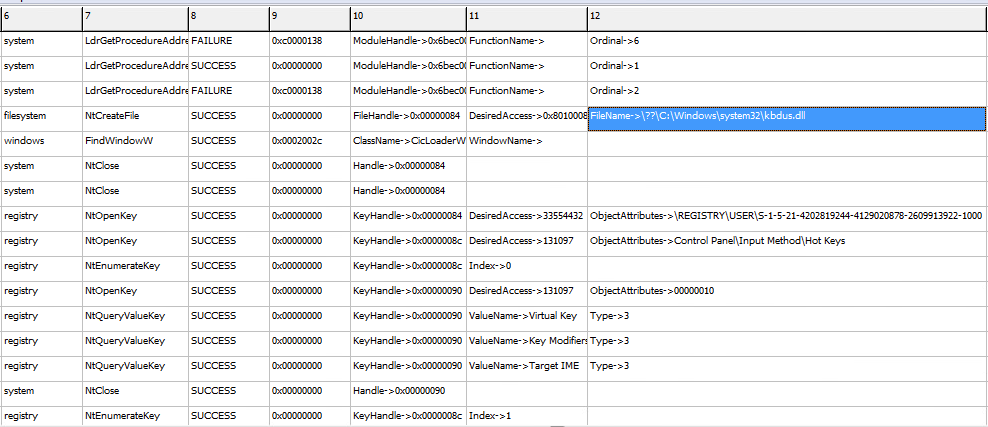 6 7 8 9 10 11 12
system LdrGetProcedureAddre FAILURE 0xc0000138 ModuleHandle->0x6bec00 FunctionName-> Ordinal->6
system LdrGetProcedureAddre SUCCESS 0x00000000 ModuleHandle->0x6bec00 FunctionName-> Ordinal->1
system LdrGetProcedureAddre FAILURE 0xc0000138 ModuleHandle->0x6bec00 FunctionName-> Ordinal->2
filesystem NtCreateFile SUCCESS 0x00000000 FileHandle->0x00000084 DesiredAccess->0x8010008 FileName->\??\C:\Windows\system32\kbdus.dll
windows FindWindowW SUCCESS 0x0002002c ClassName->CicLoaderW WindowName->
system NtClose SUCCESS 0x00000000 Handle->0x00000084
system NtClose SUCCESS 0x00000000 Handle->0x00000084
registry NtOpenKey SUCCESS 0x00000000 KeyHandle->0x00000084 DesiredAccess->33554432 ObjectAttributes->\REGISTRY\USER\S-1-5-21-4202819244-4129020878-2609913922-1000
registry NtOpenKey SUCCESS 0x00000000 KeyHandle->0x0000008c DesiredAccess->131097 ObjectAttributes->Control Panel\Input Method\Hot Keys
registry NtEnumerateKey SUCCESS 0x00000000 KeyHandle->0x0000008c Index->0
registry NtOpenKey SUCCESS 0x00000000 KeyHandle->0x00000090 DesiredAccess->131097 ObjectAttributes->00000010
registry NtQueryValueKey SUCCESS 0x00000000 KeyHandle->0x00000090 ValueName->Virtual Key Type->3
registry NtQueryValueKey SUCCESS 0x00000000 KeyHandle->0x00000090 ValueName->Key Modifiers Type->3
registry NtQueryValueKey SUCCESS 0x00000000 KeyHandle->0x00000090 ValueName->Target IME Type->3
system NtClose SUCCESS 0x00000000 Handle->0x00000090
registry NtEnumerateKey SUCCESS 0x00000000 KeyHandle->0x0000008c Index->1